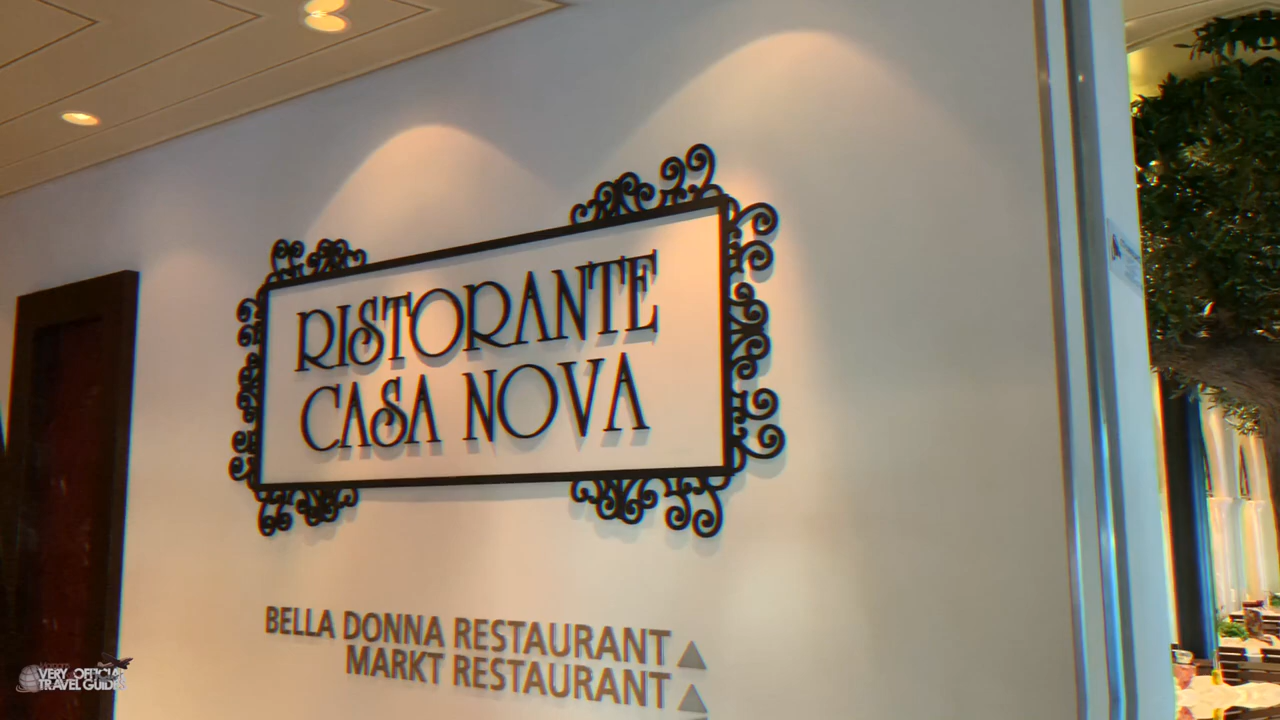 RISTORANTE
CASA NOVA
BELLA DONNA RESTAURANT
MARKT RESTAURANT
VERY OFFICIAL
TRAVEL GUIDES